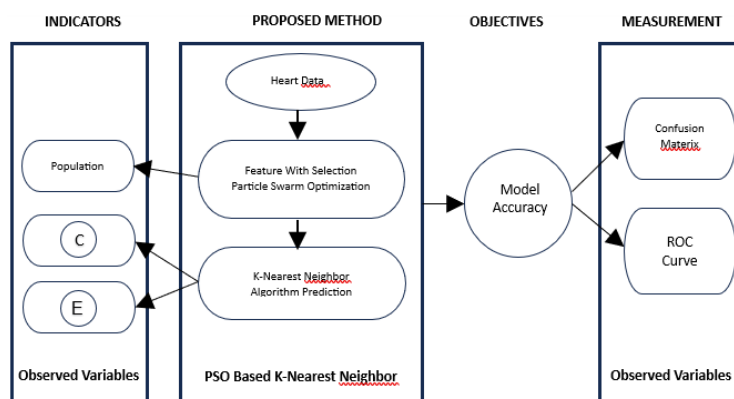 INDICATORS
PROPOSED METHOD
OBJECTIVES
MEASUREMENT
Heart Data
Population
Feature With Selection
Particle Swarm Optimization
C
E
K-Nearest Neighbor
Algorithm Prediction
Model
Accuracy
Confusion
Materix
ROC
Curve
Observed Variables
PSO Based K-Nearest Neighbor
Observed Variables